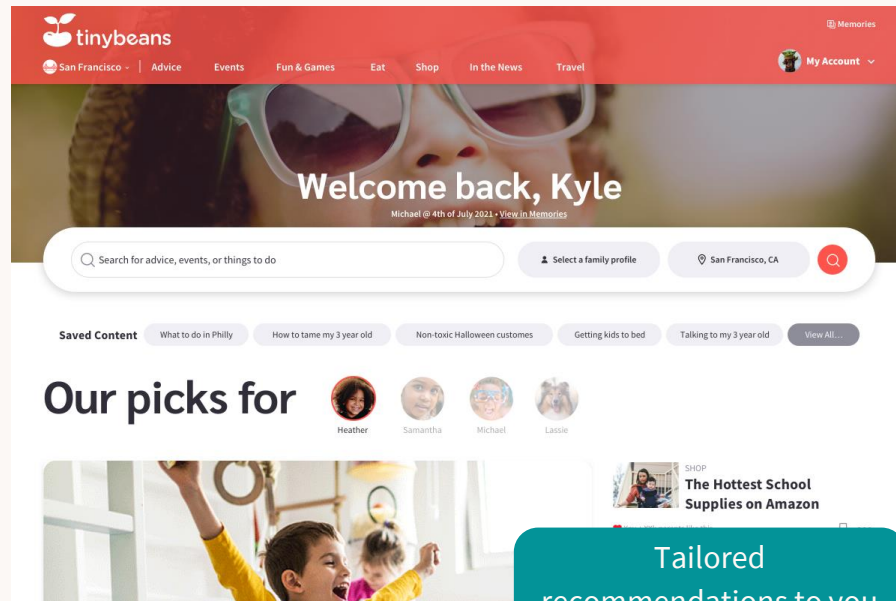 tinybeans
Memories
San Francisco
Advice
Events
Fun & Games
Eat
Shop
In the News
Travel
My Account
Welcome back, Kyle
Michael @ 4th of July 2021 • View in Memories
Search for advice, events, or things to do
Select a family profile
San Francisco, CA
Saved Content
What to do in Philly
How to tame my 3 year old
Non-toxic Halloween customes
Getting kids to bed
Talking to my 3 year old
View All...
Our picks for
Heather
Samantha
Michael
Lassie
SHOP
The Hottest School
Supplies on Amazon
Tailored
recommendations to you